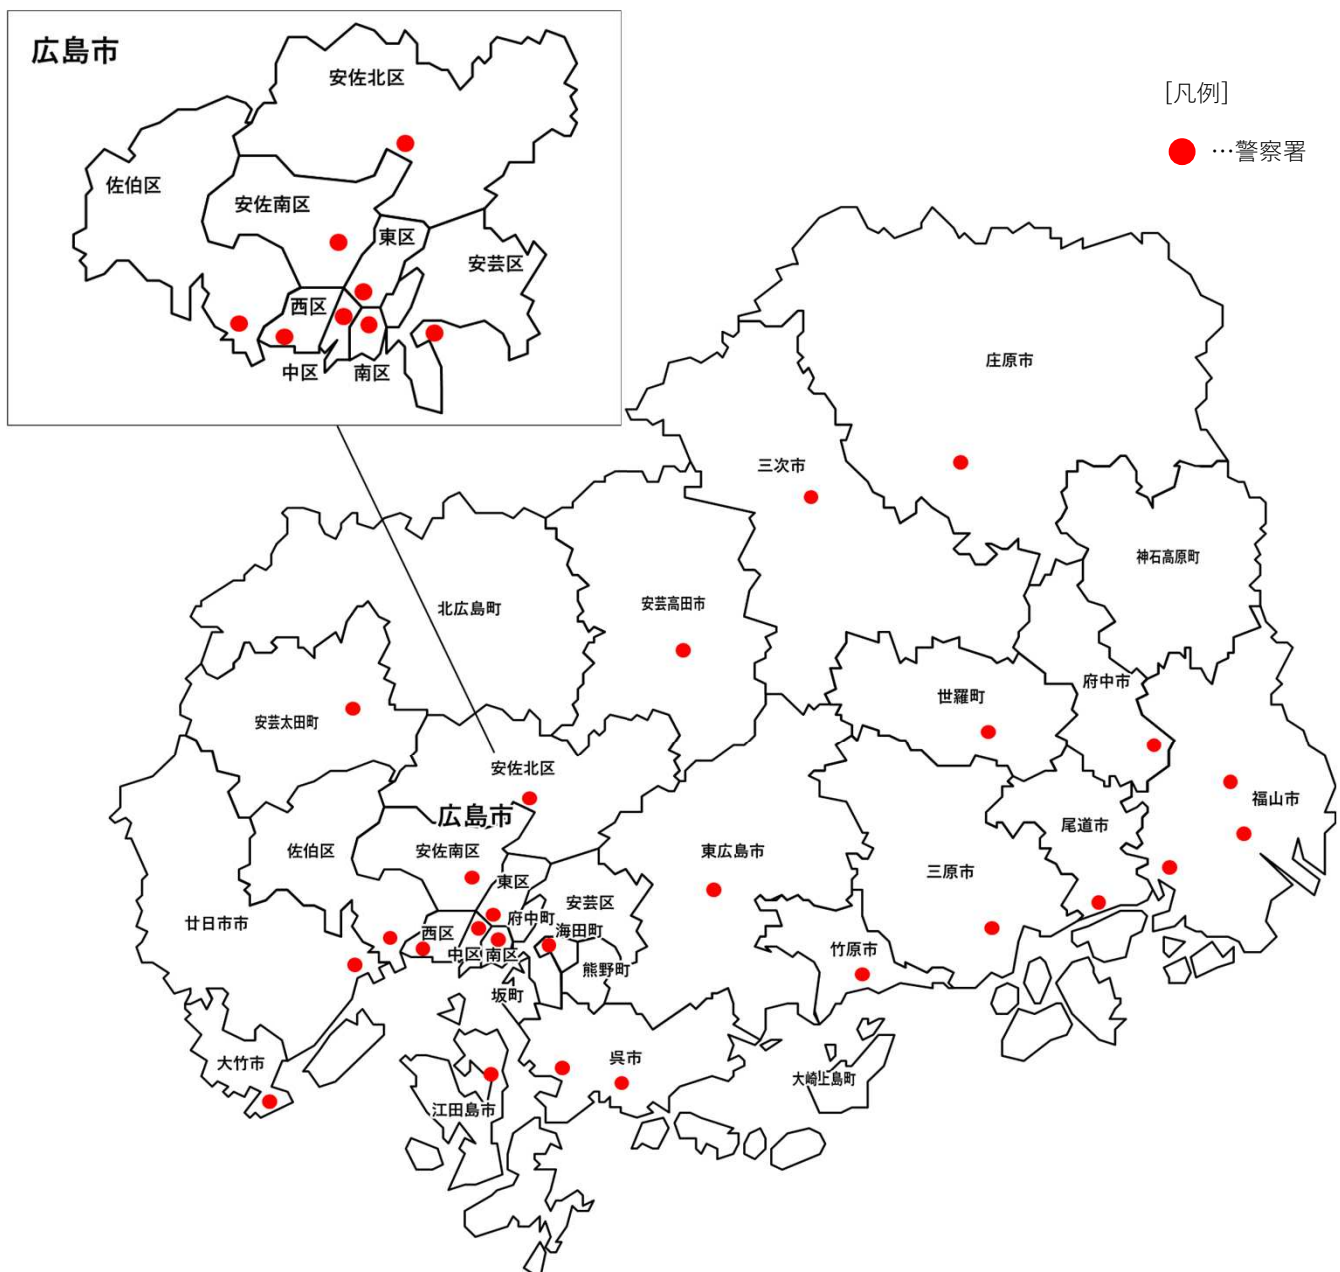 広島市
安佐北区
佐伯区
安佐南区
東区
安芸区
西区
中区
南区
[凡例]
…警察署
庄原市
三次市
神石高原町
北広島町
安芸高田市
府中市
世羅町
安芸太田町
安佐北区
広島市
福山市
尾道市
佐伯区
安佐南区
東広島市
三原市
東区
安芸区
廿日市市
府中町
西区
海田町
中区
南区
竹原市
熊野町
坂町
大竹市
呉市
大崎上島町
江田島市